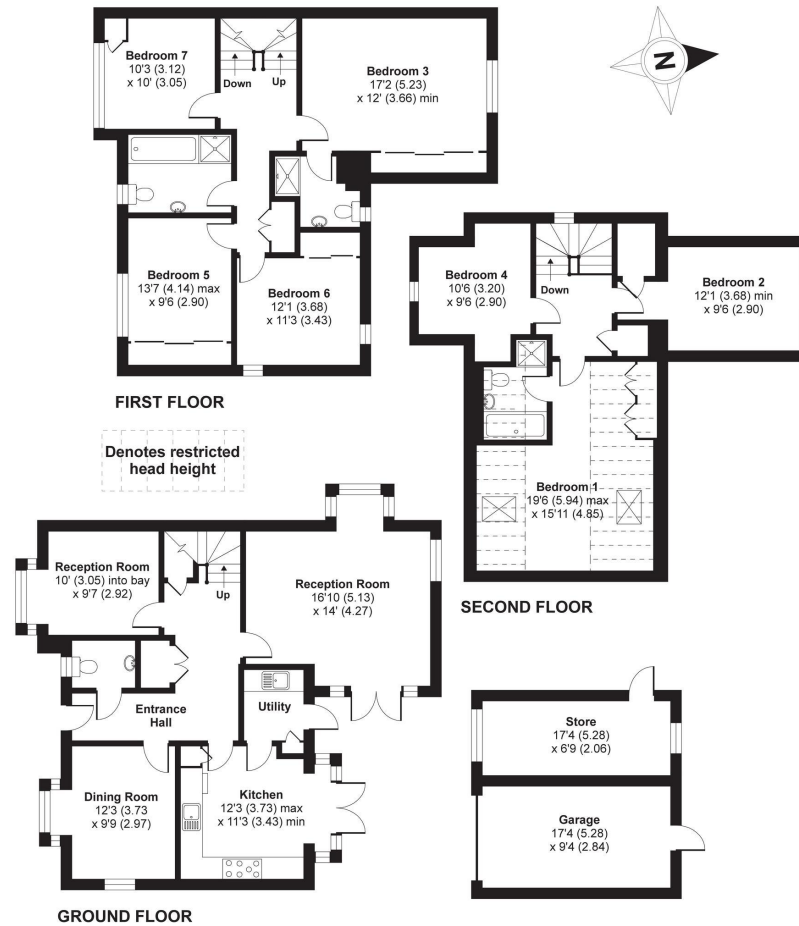 Bedroom 7
10'3 (3.12)
x 10' (3.05)
Down
Up
Bedroom 3
17'2 (5.23)
x 12' (3.66) min
N
Bedroom 5
13'7 (4.14) max
x 9'6 (2.90)
Bedroom 6
12'1 (3.68)
x 11'3 (3.43)
FIRST FLOOR
Bedroom 4
10'6 (3.20)
x 9'6 (2.90)
Down
Bedroom 2
12'1 (3.68) min
x 9'6 (2.90)
Bedroom 1
19'6 (5.94) max
x 15'11 (4.85)
SECOND FLOOR
Denotes restricted
head height
Reception Room
10' (3.05) into bay
x 9'7 (2.92)
Up
Reception Room
16'10 (5.13)
x 14' (4.27)
Entrance
Hall
Utility
Dining Room
12'3 (3.73
x 9'9 (2.97)
Kitchen
12'3 (3.73) max
x 11'3 (3.43) min
GROUND FLOOR
Store
17'4 (5.28)
x 6'9 (2.06)
Garage
17'4 (5.28)
x 9'4 (2.84)